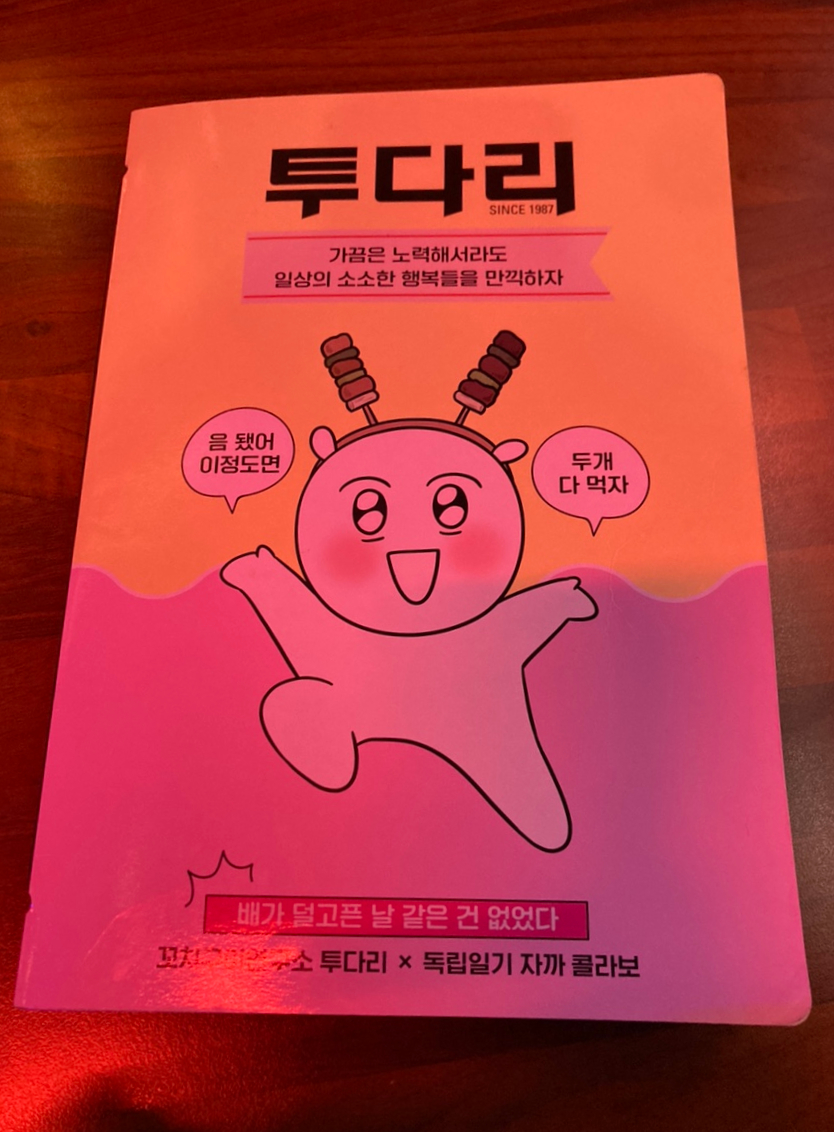 투다리
SINCE 1987
가끔은 노력해서라도
일상의 소소한 행복들을 만끽하자
음 됐어
이정도면
두개
다 먹자
배가 덜고픈 날 같은 건 없었다
투다리 × 독립일기 자까 콜라보